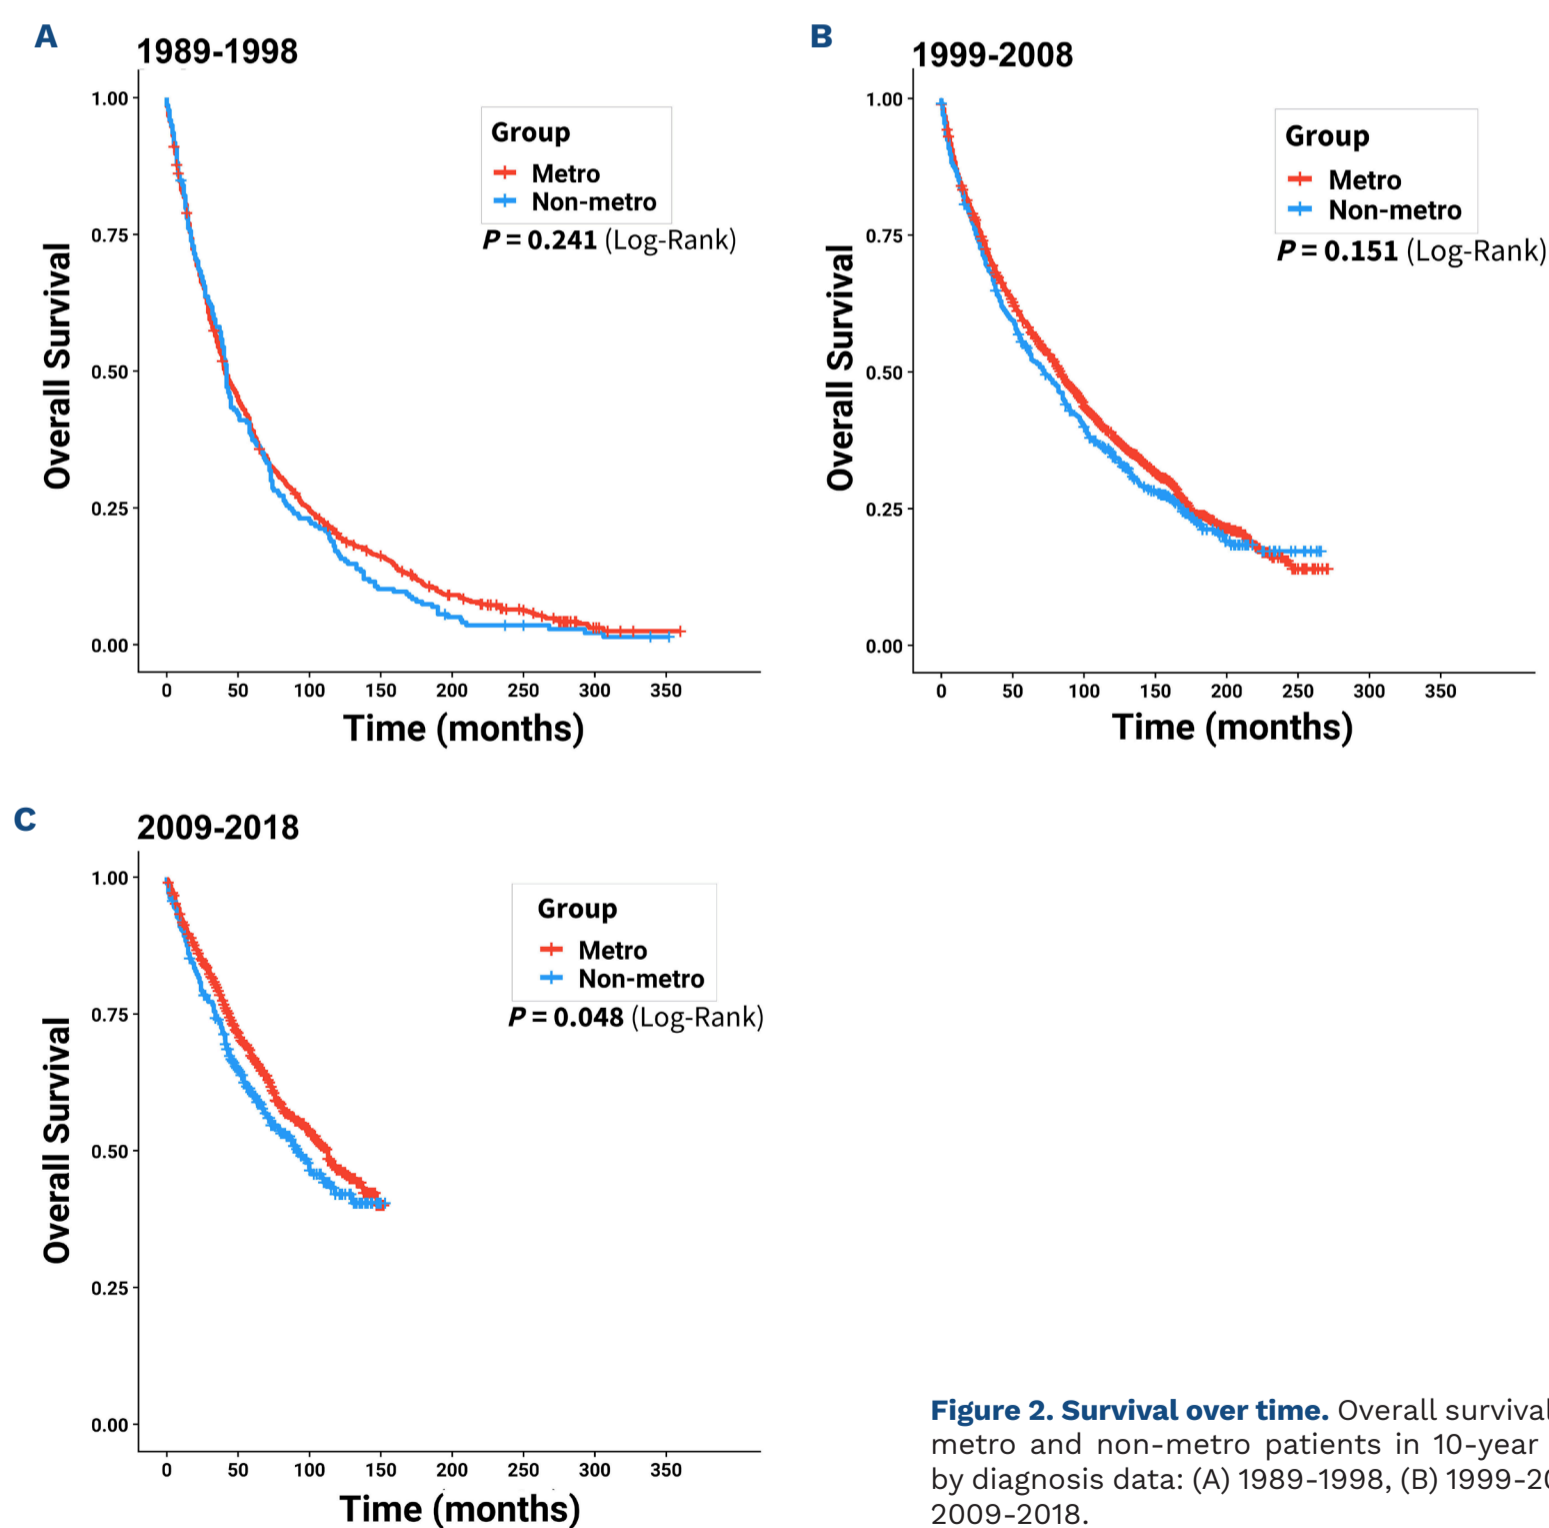 A
1989-1998
1.00
0.75
0.50
0.25
0.00
Overall Survival
Group
Metro
Non-metro
P = 0.241 (Log-Rank)
0 50 100 150 200 250 300 350
Time (months)
B
1999-2008
1.00
0.75
0.50
0.25
0.00
Overall Survival
Group
Metro
Non-metro
P = 0.151 (Log-Rank)
0 50 100 150 200 250 300 350
Time (months)
C
2009-2018
1.00
0.75
0.50
0.25
0.00
Overall Survival
Group
Metro
Non-metro
P = 0.048 (Log-Rank)
0 50 100 150 200 250 300 350
Time (months)
Figure 2. Survival over time. Overall survival
metro and non-metro patients in 10-year
by diagnosis data: (A) 1989-1998, (B) 1999-20
2009-2018.